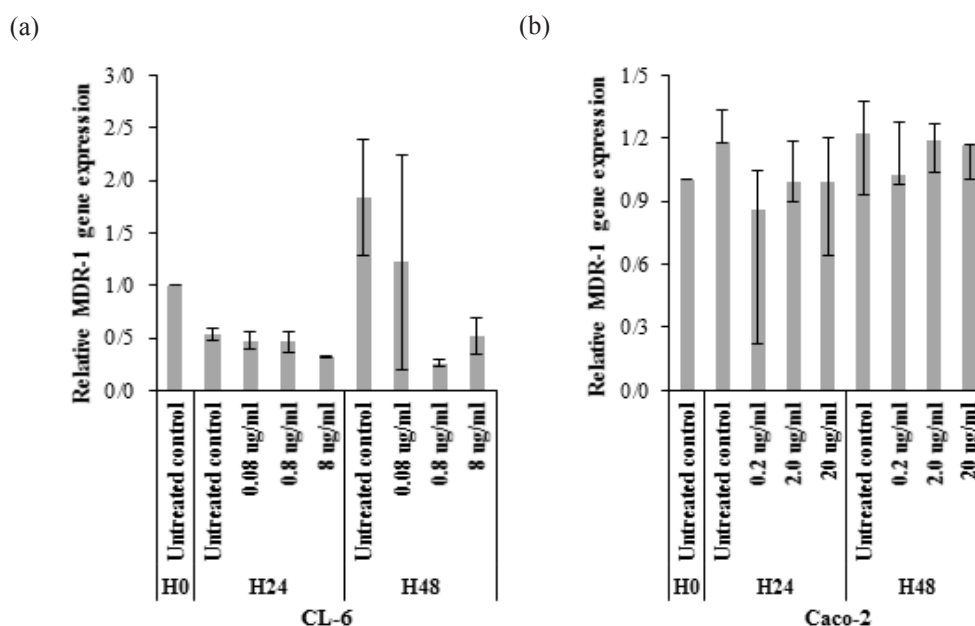 (a)
Relative MDR-1 gene expression
3/0
2/5
2/0
1/5
1/0
0/5
0/0
Untreated control
Untreated control
0.08 ug/ml
0.8 ug/ml
8 ug/ml
Untreated control
0.08 ug/ml
0.8 ug/ml
8 ug/ml
H0
H24
H48
CL-6
(b)
Relative MDR-1 gene expression
1/5
1/2
0/9
0/6
0/3
0/0
Untreated control
Untreated control
0.2 ug/ml
2.0 ug/ml
20 ug/ml
Untreated control
0.2 ug/ml
2.0 ug/ml
20 ug/ml
H0
H24
H48
Caco-2